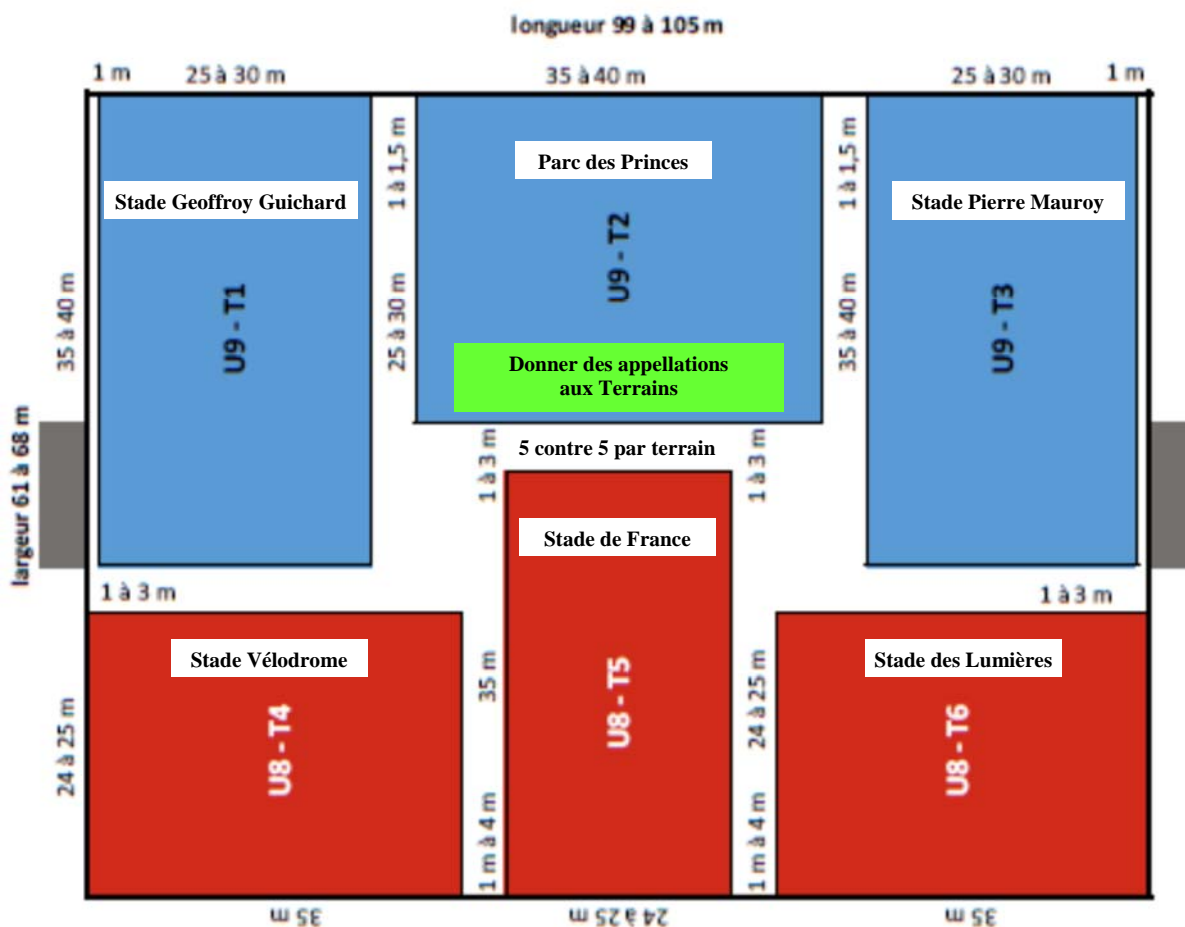 longueur 99 à 105 m
1 m
25 à 30 m
35 à 40 m
25 à 30 m
1 m
Stade Geoffroy Guichard
U9 - T1
35 à 40 m
1 à 1,5 m
25 à 30 m
Parc des Princes
U9 - T2
Donner des appellations
aux Terrains
1 à 1,5 m
35 à 40 m
Stade Pierre Mauroy
U9 - T3
largeur 61 à 68 m
1 à 3 m
5 contre 5 par terrain
1 à 3 m
1 à 3 m
1 à 3 m
Stade Vélodrome
U8 - T4
24 à 25 m
35 m
1 m à 4 m
Stade de France
U8 - T5
24 à 25 m
1 m à 4 m
Stade des Lumières
U8 - T6
35 m
24 à 25 m
35 m